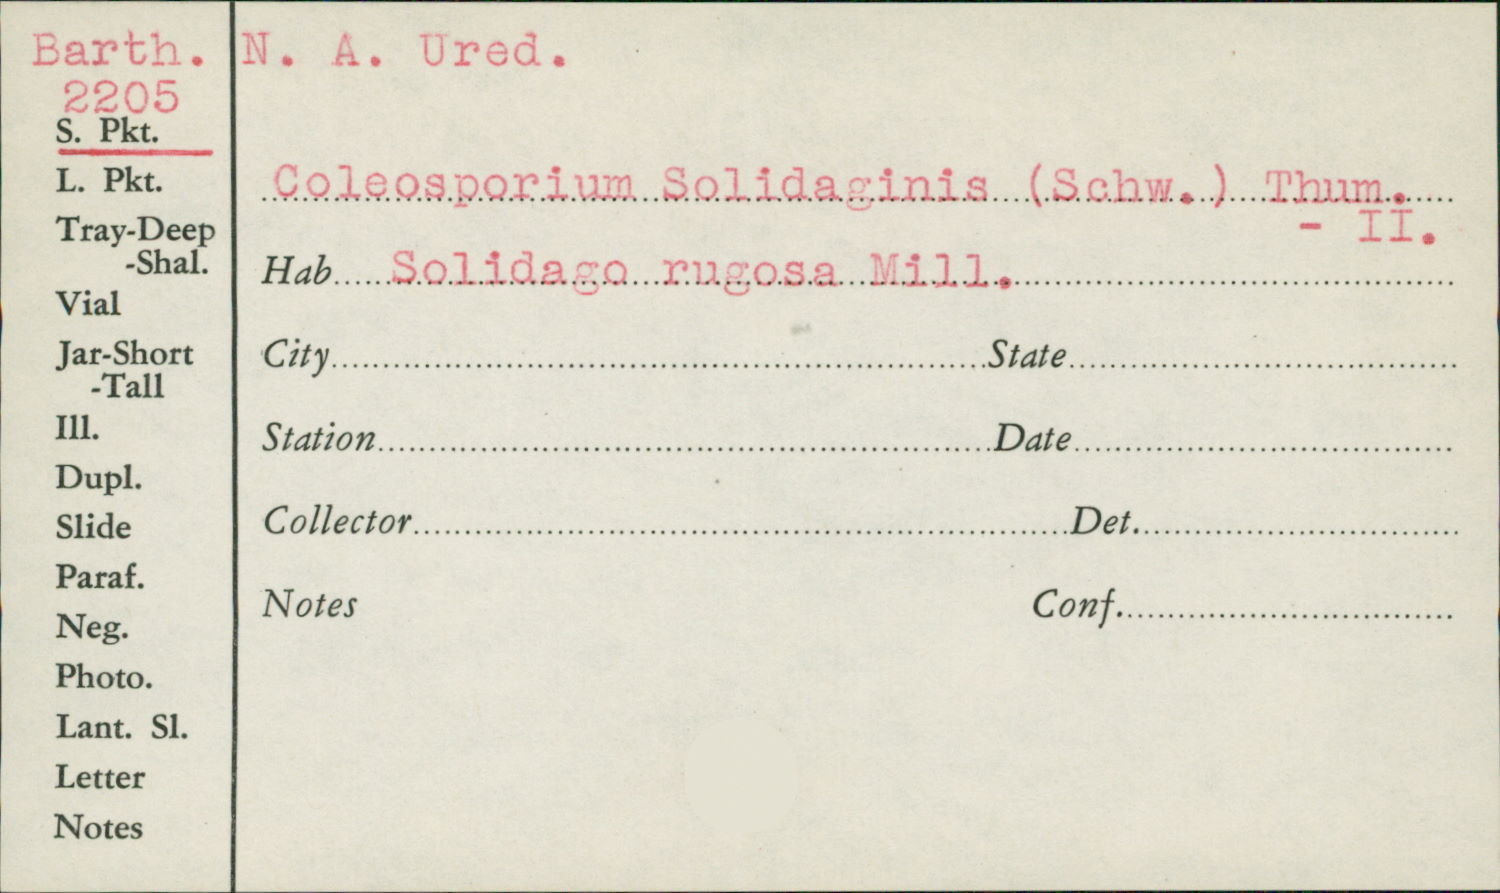 Barth. N. A. Ured.
2205
S. Pkt.
L. Pkt.
Coleosporium Solidaginis (Schw.) Thum.
- II.
Tray-Deep
-Shal.
Hab. Solidago rugosa Mill.
Vial
Jar-Short
-Tall
City State
Ill.
Station Date
Dupl.
Slide
Collector Det.
Paraf.
Neg.
Notes Conf.
Photo.
Lant. Sl.
Letter
Notes